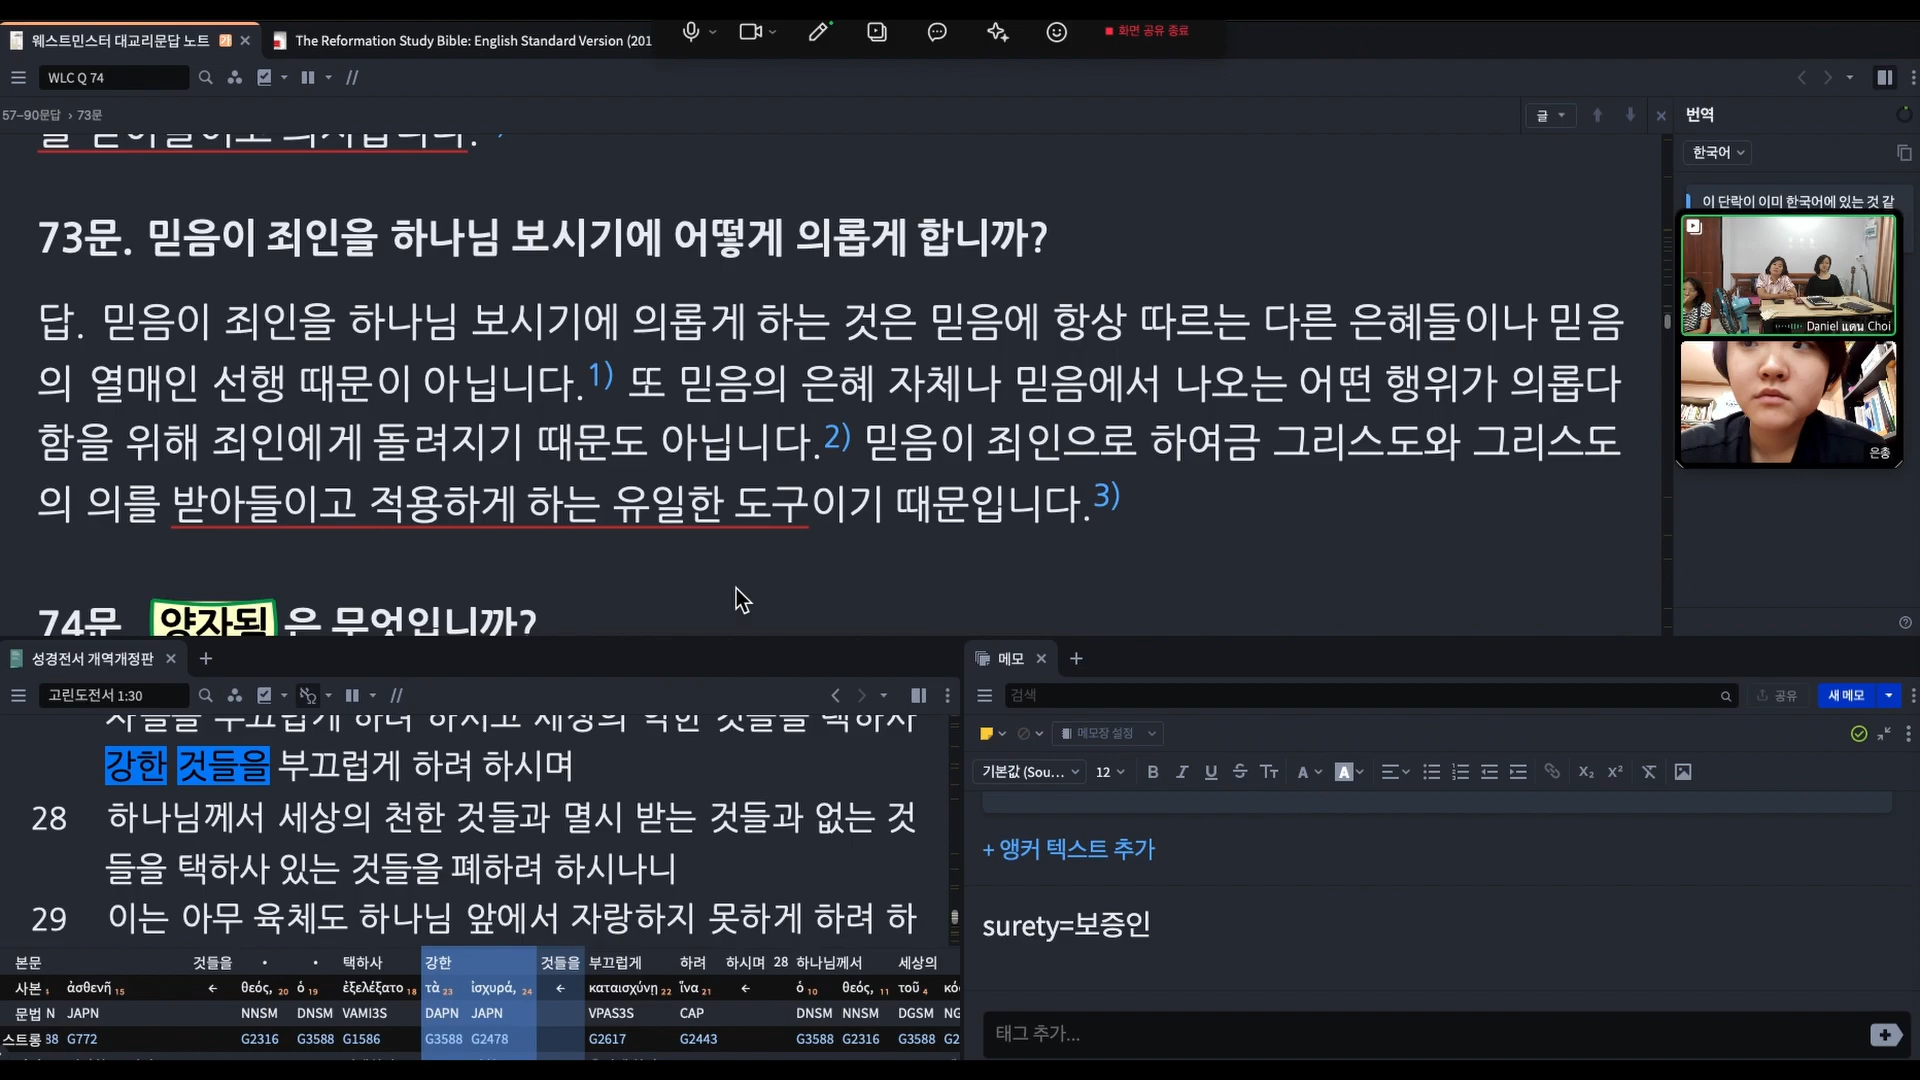 웨스트민스터 대교리문답 노트
The Reformation Study Bible: English Standard Version (201
화면 공유 종료
WLC Q 74
57–90문답 › 73문
글
번역
한국어
이 단락이 이미 한국어에 있는 것 같
73문. 믿음이 죄인을 하나님 보시기에 어떻게 의롭게 합니까?
답. 믿음이 죄인을 하나님 보시기에 의롭게 하는 것은 믿음에 항상 따르는 다른 은혜들이나 믿음
의 열매인 선행 때문이 아닙니다.1) 또 믿음의 은혜 자체나 믿음에서 나오는 어떤 행위가 의롭다
함을 위해 죄인에게 돌려지기 때문도 아닙니다.2) 믿음이 죄인으로 하여금 그리스도와 그리스도
의 의를 받아들이고 적용하게 하는 유일한 도구이기 때문입니다.3)
74문 양자됨은 무엇입니까?
Daniel แดน Choi
은총
성경전서 개역개정판
고린도전서 1:30
강한 것들을 부끄럽게 하려 하시며
28 하나님께서 세상의 천한 것들과 멸시 받는 것들과 없는 것
들을 택하사 있는 것들을 폐하려 하시나니
29 이는 아무 육체도 하나님 앞에서 자랑하지 못하게 하려 하
본문 것들을 • • 택하사 강한 것들을 부끄럽게 하려 하시며 28 하나님께서 세상의
사본 ἀσθενῆ 15 ← θεός, 20 ὁ 19 ἐξελέξατο 18 τὰ 23 ἰσχυρά, 24 ← καταισχύνῃ 22 ἵνα 21 ← ὁ 10 θεός, 11 τοῦ 4 κό
문법 N JAPN NNSM DNSM VAMI3S DAPN JAPN VPAS3S CAP DNSM NNSM DGSM NG
스트롱 38 G772 G2316 G3588 G1586 G3588 G2478 G2617 G2443 G3588 G2316 G3588 G2
메모
검색
공유
새 메모
메모장 설정
기본값 (Sou... 12
+ 앵커 텍스트 추가
surety=보증인
태그 추가...